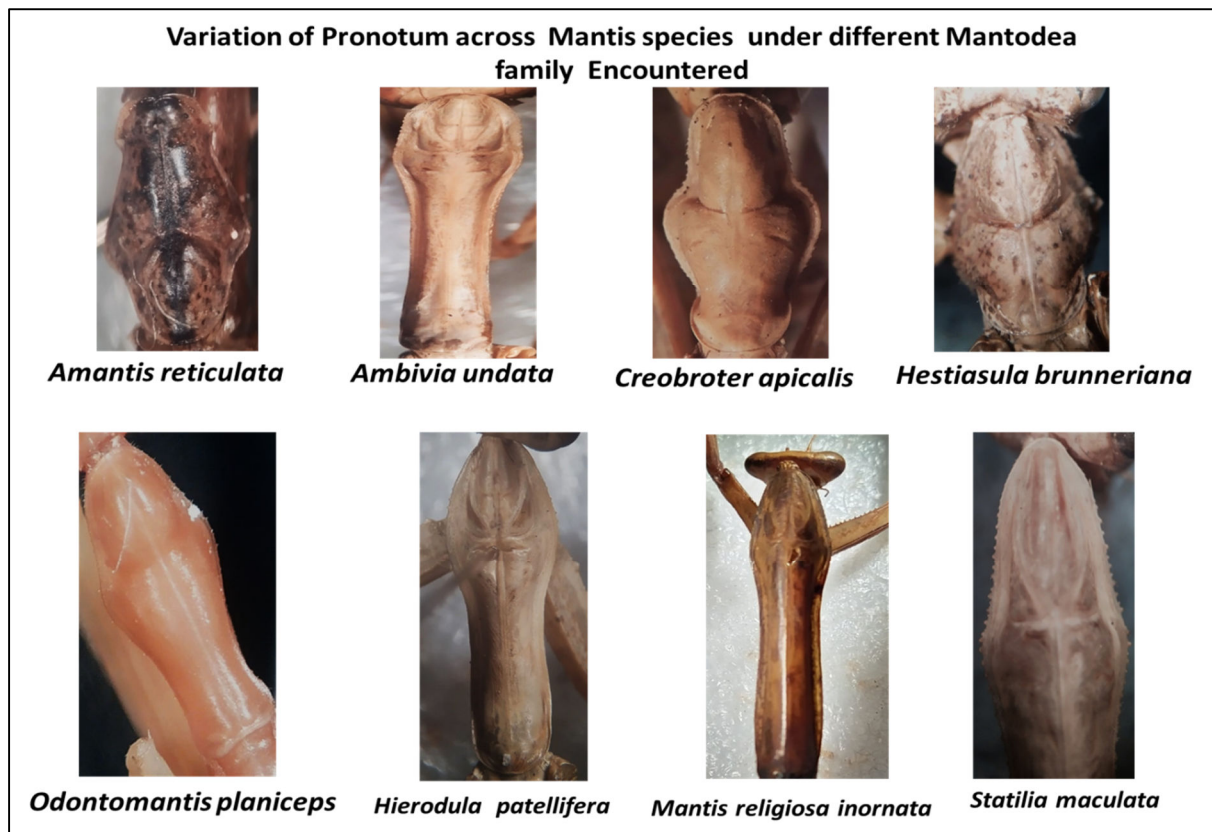 Variation of Pronotum across Mantis species under different Mantodea
family Encountered
Amantis reticulata
Ambivia undata
Creobroter apicalis
Hestiasula brunneriana
Odontomantis planiceps
Hierodula patellifera
Mantis religiosa inornata
Statilia maculata